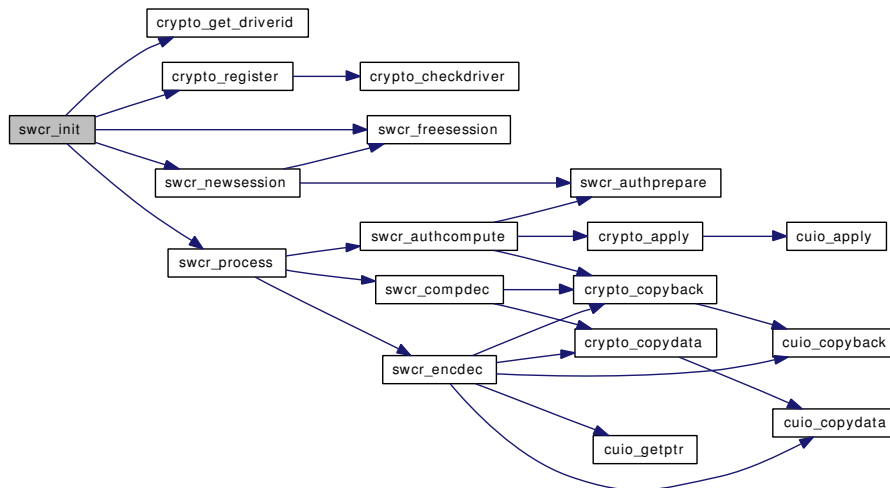 crypto_get_driverid
crypto_register
crypto_checkdriver
swcr_init
swcr_freesession
swcr_newsession
swcr_authprepare
swcr_authcompute
crypto_apply
cuio_apply
swcr_process
swcr_compdec
crypto_copyback
crypto_copydata
cuio_copyback
swcr_encdec
cuio_copydata
cuio_getptr